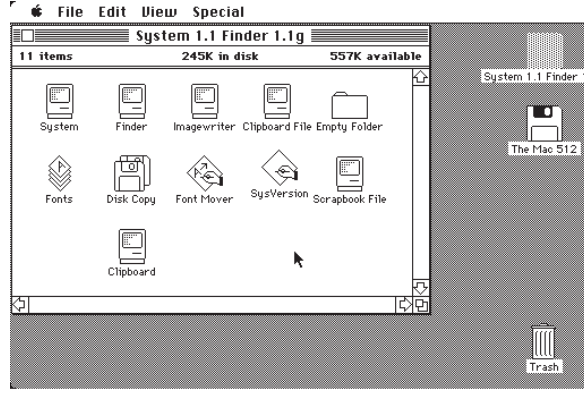 File Edit View Special
System 1.1 Finder 1.1g
11 items 245K in disk 557K available
System 1.1 Finder 1
System Finder Imagewriter Clipboard File Empty Folder
The Mac 512
Fonts Disk Copy Font Mover SysVersion Scrapbook File
Clipboard
Trash